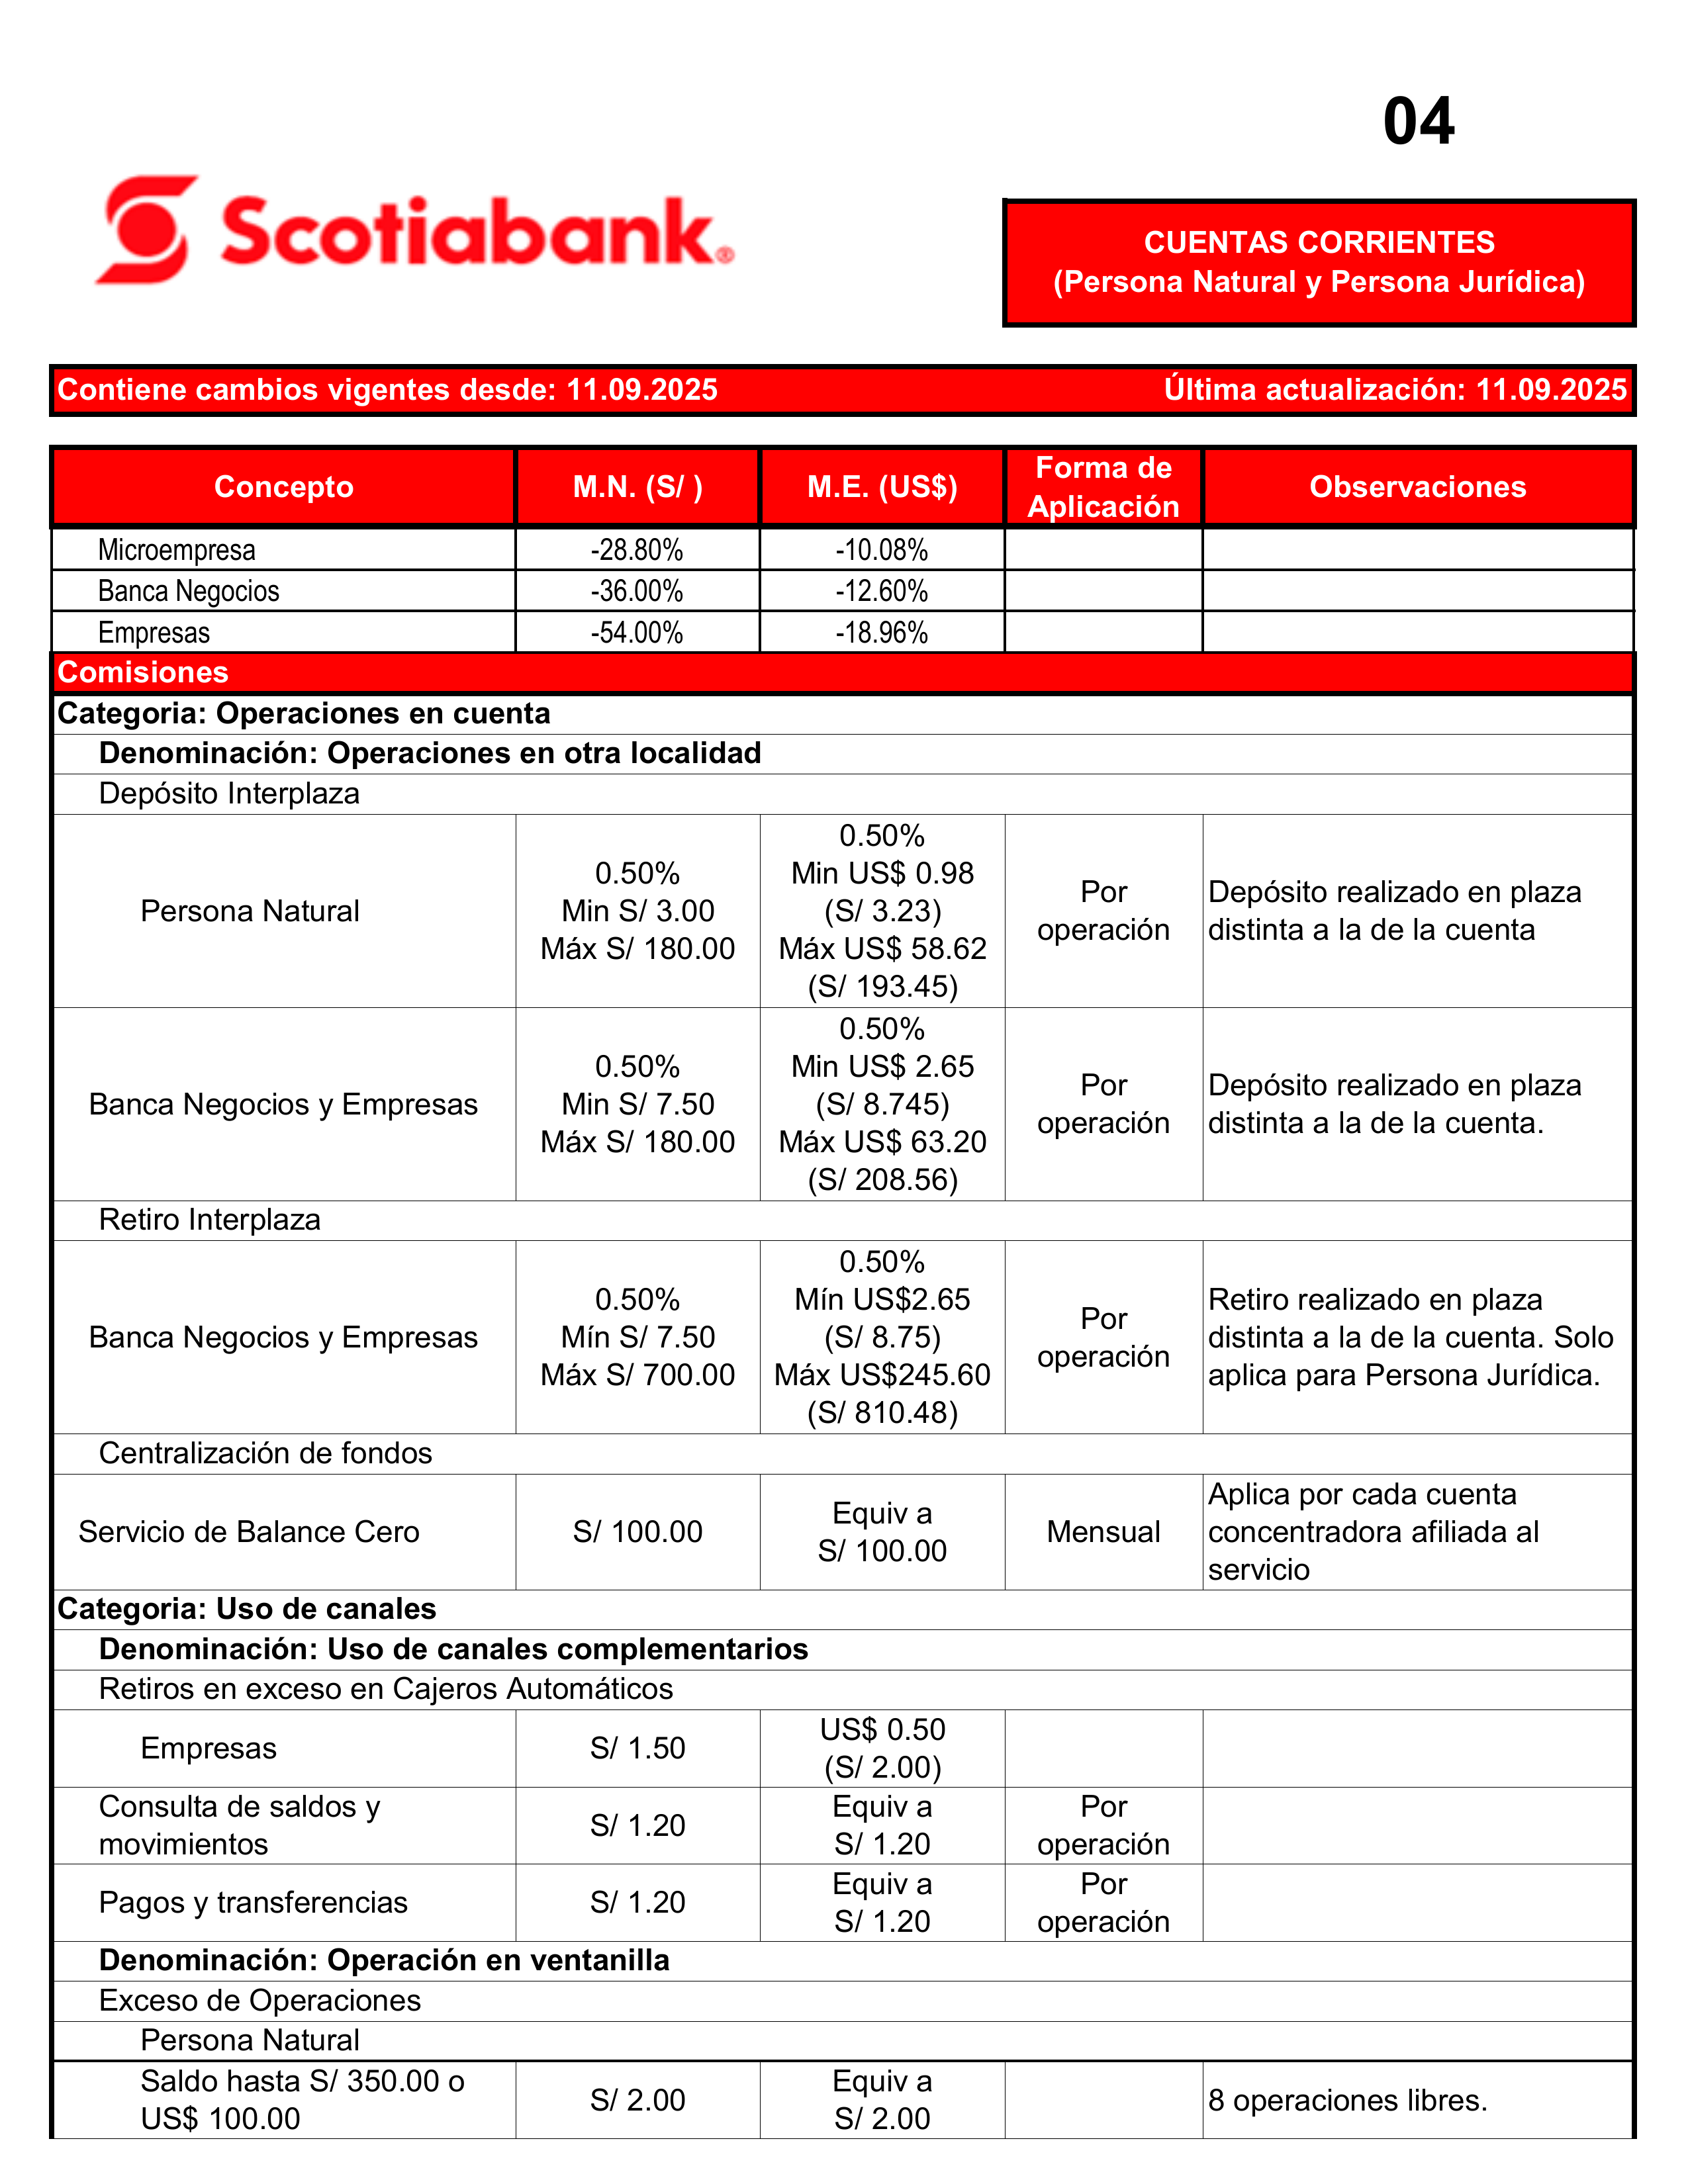 04
Scotiabank®
CUENTAS CORRIENTES
(Persona Natural y Persona Jurídica)
Contiene cambios vigentes desde: 11.09.2025 Última actualización: 11.09.2025
Concepto M.N. (S/ ) M.E. (US$) Forma de Aplicación Observaciones
Microempresa -28.80% -10.08%
Banca Negocios -36.00% -12.60%
Empresas -54.00% -18.96%
Comisiones
Categoria: Operaciones en cuenta
Denominación: Operaciones en otra localidad
Depósito Interplaza
Persona Natural
0.50%
Min S/ 3.00
Máx S/ 180.00
0.50%
Min US$ 0.98
(S/ 3.23)
Máx US$ 58.62
(S/ 193.45)
Por
operación
Depósito realizado en plaza
distinta a la de la cuenta
Banca Negocios y Empresas
0.50%
Min S/ 7.50
Máx S/ 180.00
0.50%
Min US$ 2.65
(S/ 8.745)
Máx US$ 63.20
(S/ 208.56)
Por
operación
Depósito realizado en plaza
distinta a la de la cuenta.
Retiro Interplaza
Banca Negocios y Empresas
0.50%
Mín S/ 7.50
Máx S/ 700.00
0.50%
Mín US$2.65
(S/ 8.75)
Máx US$245.60
(S/ 810.48)
Por
operación
Retiro realizado en plaza
distinta a la de la cuenta. Solo
aplica para Persona Jurídica.
Centralización de fondos
Servicio de Balance Cero
S/ 100.00
Equiv a
S/ 100.00
Mensual
Aplica por cada cuenta
concentradora afiliada al
servicio
Categoria: Uso de canales
Denominación: Uso de canales complementarios
Retiros en exceso en Cajeros Automáticos
Empresas
S/ 1.50
US$ 0.50
(S/ 2.00)
Consulta de saldos y
movimientos
S/ 1.20
Equiv a
S/ 1.20
Por
operación
Pagos y transferencias
S/ 1.20
Equiv a
S/ 1.20
Por
operación
Denominación: Operación en ventanilla
Exceso de Operaciones
Persona Natural
Saldo hasta S/ 350.00 o
US$ 100.00
S/ 2.00
Equiv a
S/ 2.00
8 operaciones libres.